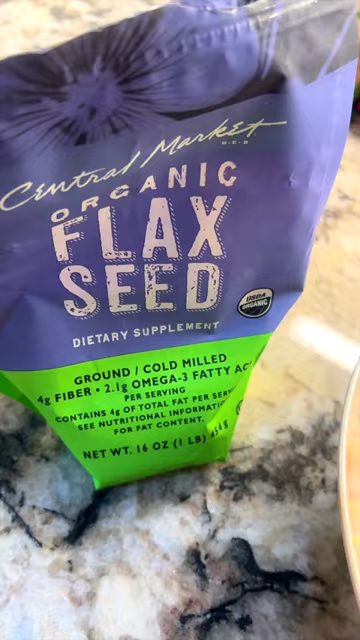 Central Market
H-E-B
ORGANIC
FLAX
SEED
USDA
ORGANIC
DIETARY SUPPLEMENT
GROUND / COLD MILLED
4g FIBER • 2.1g OMEGA-3 FATTY
PER SERVING
CONTAINS 4g OF TOTAL FAT PER
SEE NUTRITIONAL
FOR FAT CONTENT.
NET WT. 16 OZ (1 LB) 454g